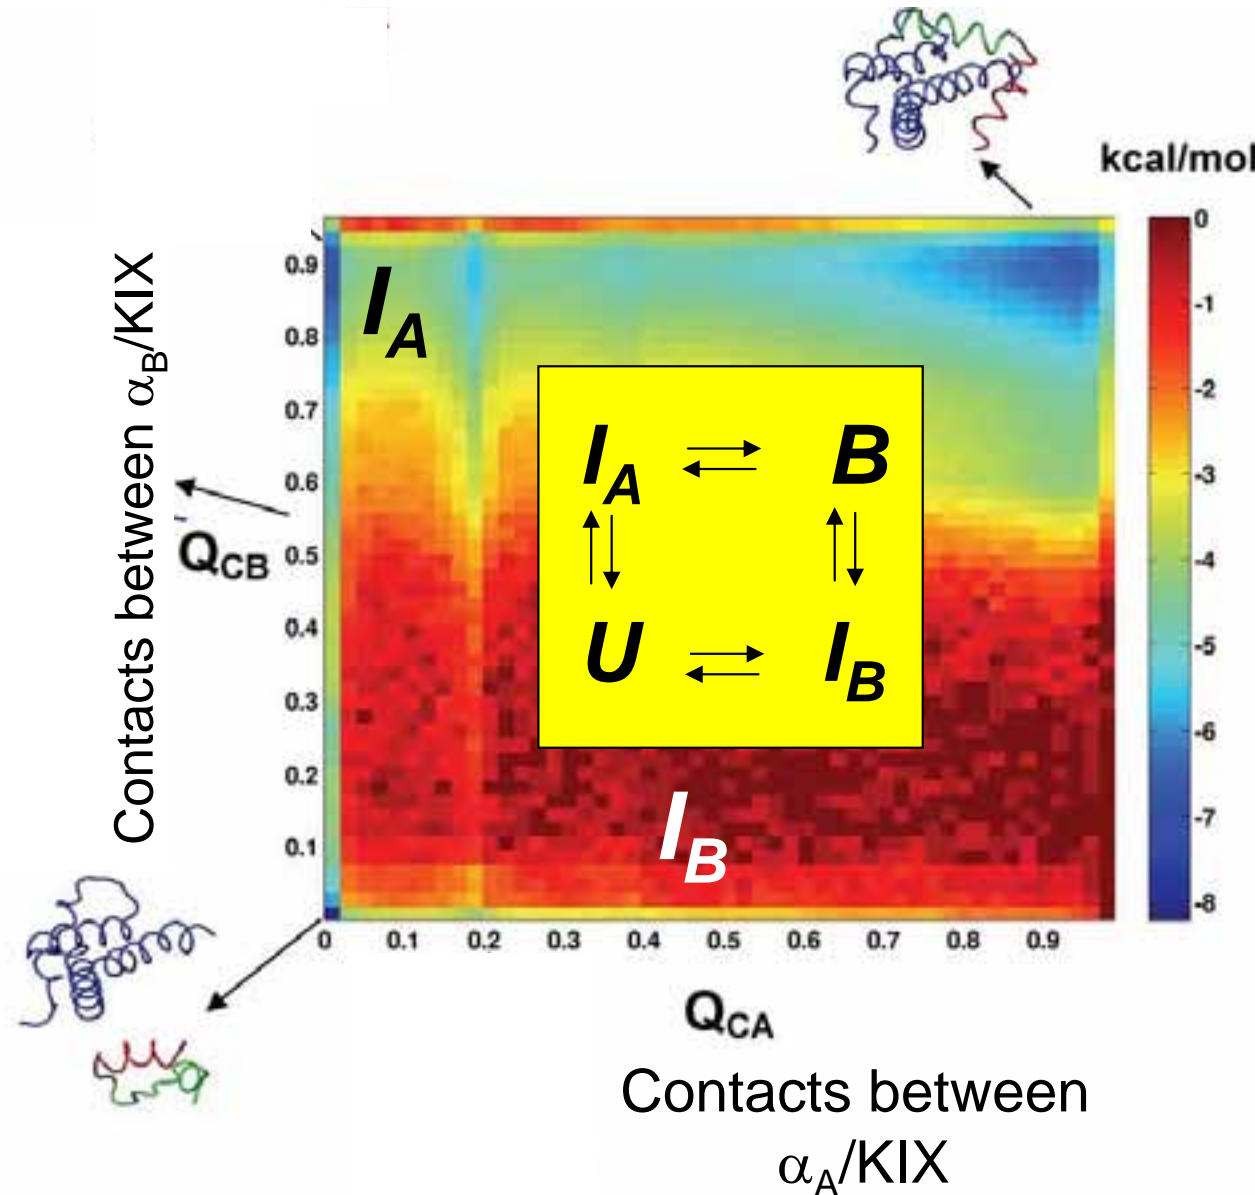 kcal/mol
0
-1
-2
-3
-4
-5
-6
-7
-8
Contacts between αB/KIX
QCB
0.9
0.8
0.7
0.6
0.5
0.4
0.3
0.2
0.1
IA
IA ⇌ B
U ⇌ IB
IB
0 0.1 0.2 0.3 0.4 0.5 0.6 0.7 0.8 0.9
QCA
Contacts between
αA/KIX